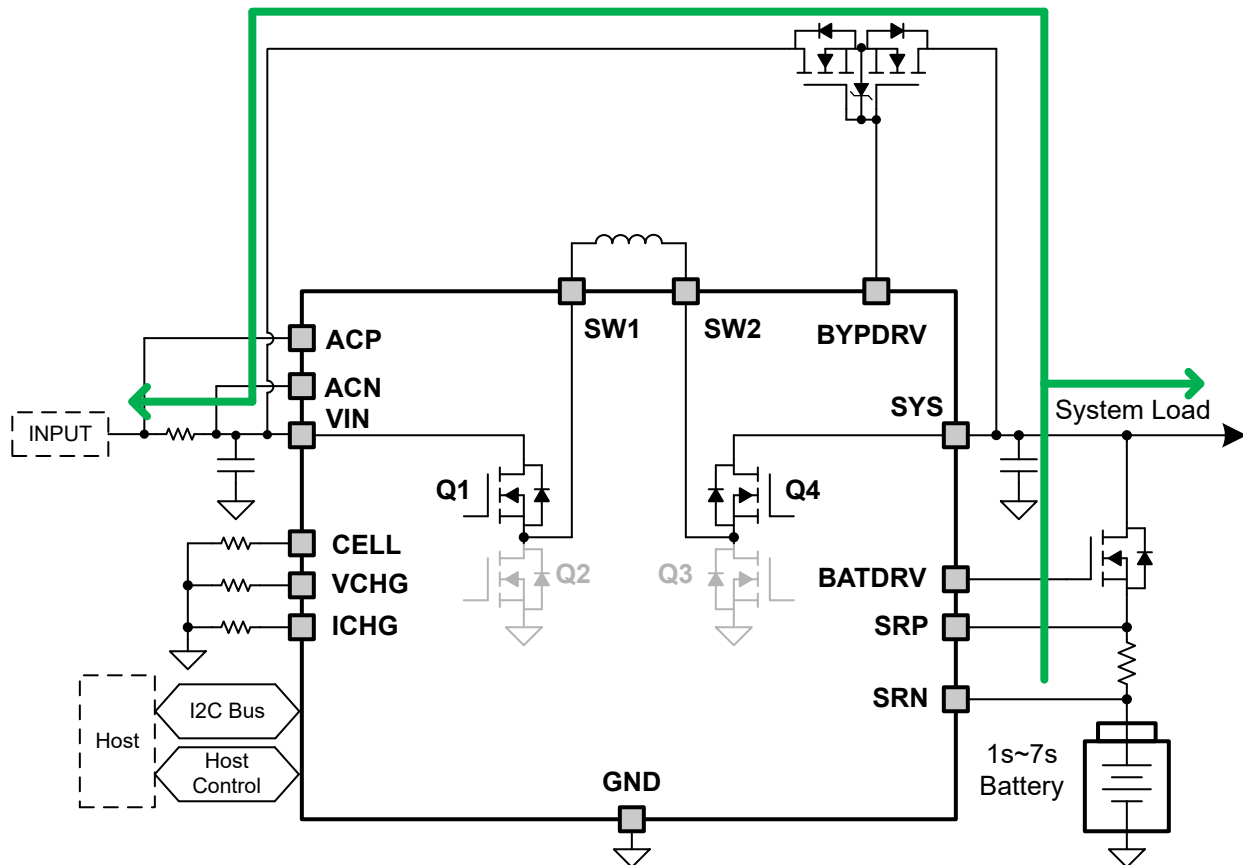 SW1
SW2
BYPDRV
ACP
ACN
VIN
SYS
System Load
INPUT
Q1
Q4
Q2
Q3
CELL
VCHG
ICHG
BATDRV
SRP
SRN
Host
I2C Bus
Host
Control
GND
1s~7s
Battery